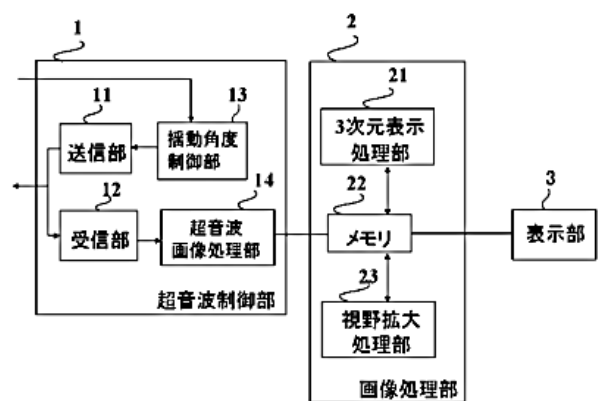 1
11
送信部
13
揺動角度
制御部
12
受信部
14
超音波
画像処理部
超音波制御部
2
21
3次元表示
処理部
22
メモリ
23
視野拡大
処理部
画像処理部
3
表示部